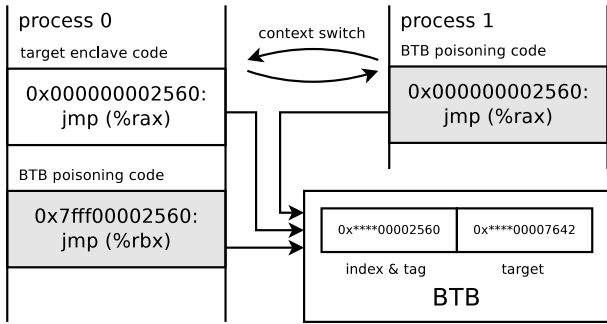 process 0
target enclave code
0x000000002560:
jmp (%rax)
BTB poisoning code
0x7fff00002560:
jmp (%rbx)
context switch
process 1
BTB poisoning code
0x000000002560:
jmp (%rax)
0x****00002560
0x****00007642
index & tag
target
BTB